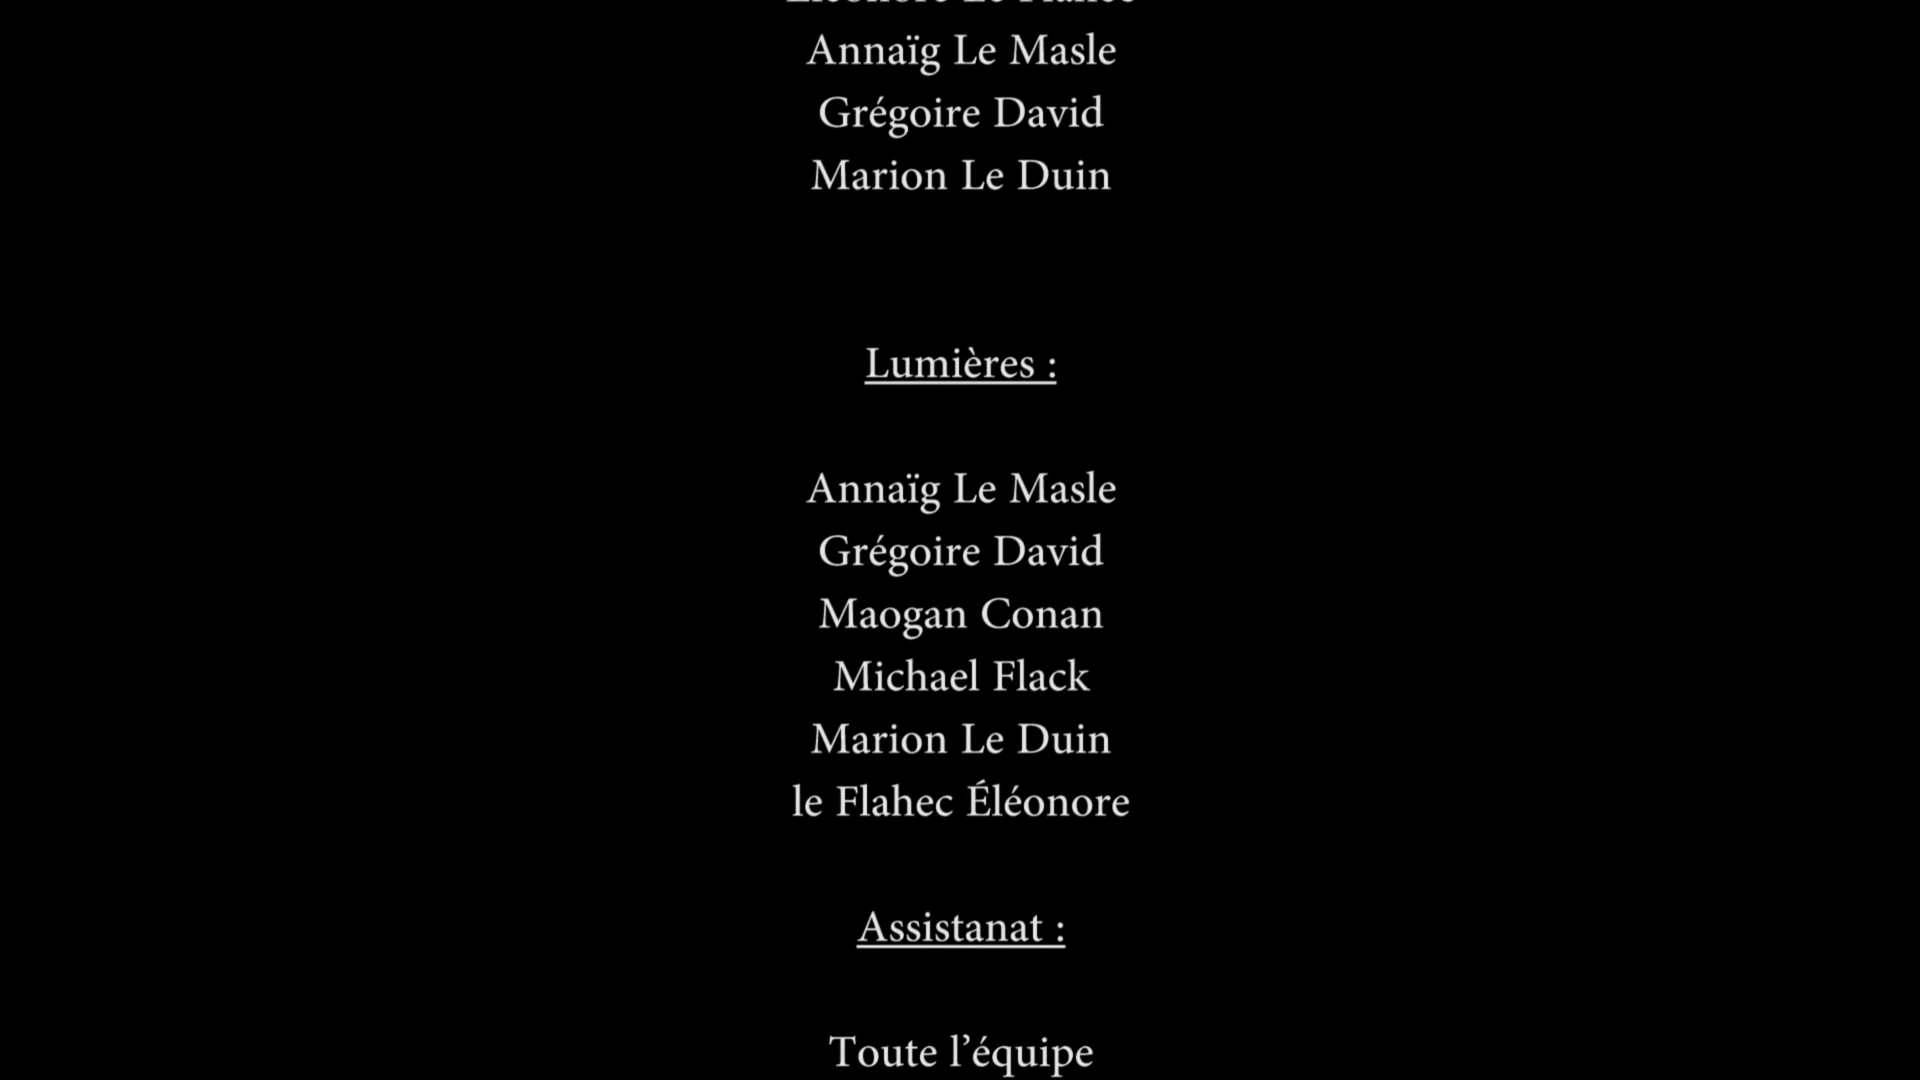 Annaïg Le Masle
Grégoire David
Marion Le Duin
Lumières :
Annaïg Le Masle
Grégoire David
Maogan Conan
Michael Flack
Marion Le Duin
le Flahec Éléonore
Assistanat :
Toute l’équipe